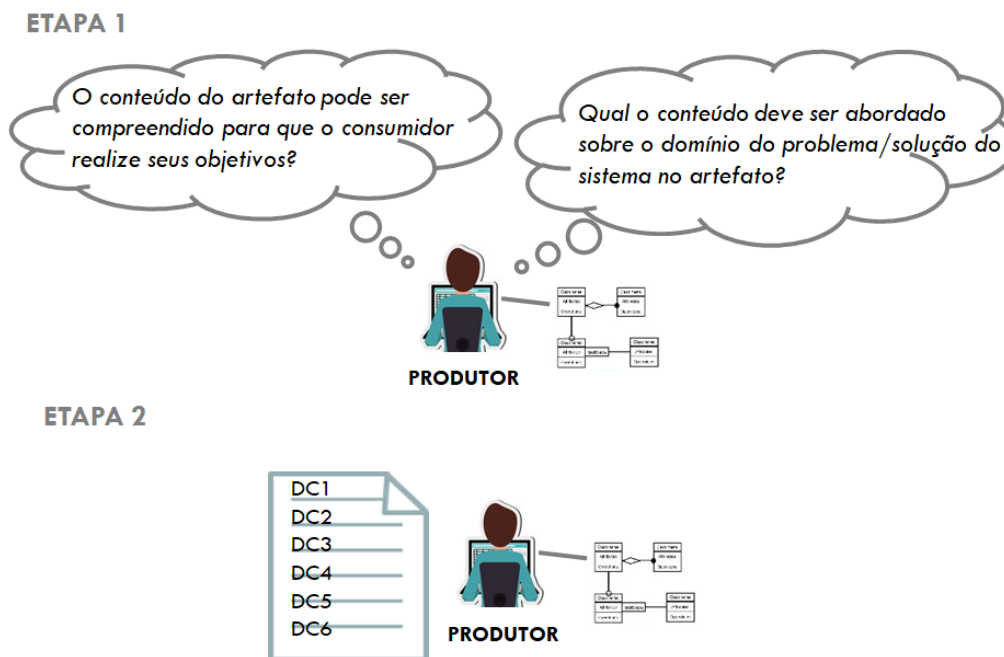 ETAPA 1
O conteúdo do artefato pode ser
compreendido para que o consumidor
realize seus objetivos?
Qual o conteúdo deve ser abordado
sobre o domínio do problema/solução do
sistema no artefato?
PRODUTOR
ETAPA 2
DC1
DC2
DC3
DC4
DC5
DC6
PRODUTOR